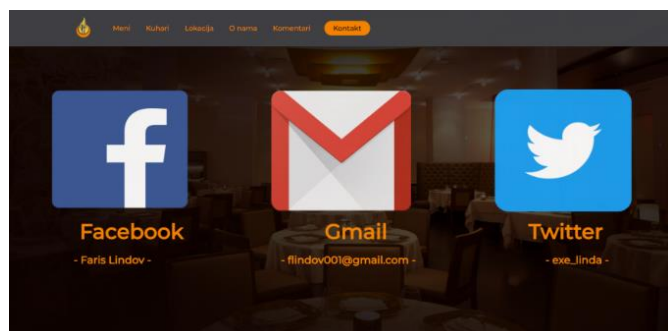 Meni Kuhari Lokacija O nama Komentari Kontakt
Facebook Gmail Twitter
- Faris Lindov - - flindov001@gmail.com - - exe_linda -